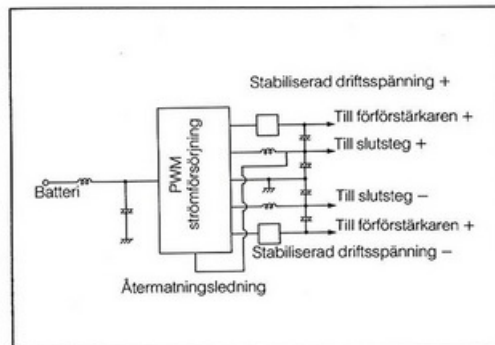 Stabiliserad driftsspänning +
Till förförstärkaren +
Till slutsteg +
PWM
strömförsörjning
Batteri
Till slutsteg −
Till förförstärkaren +
Stabiliserad driftsspänning −
Återmatningsledning